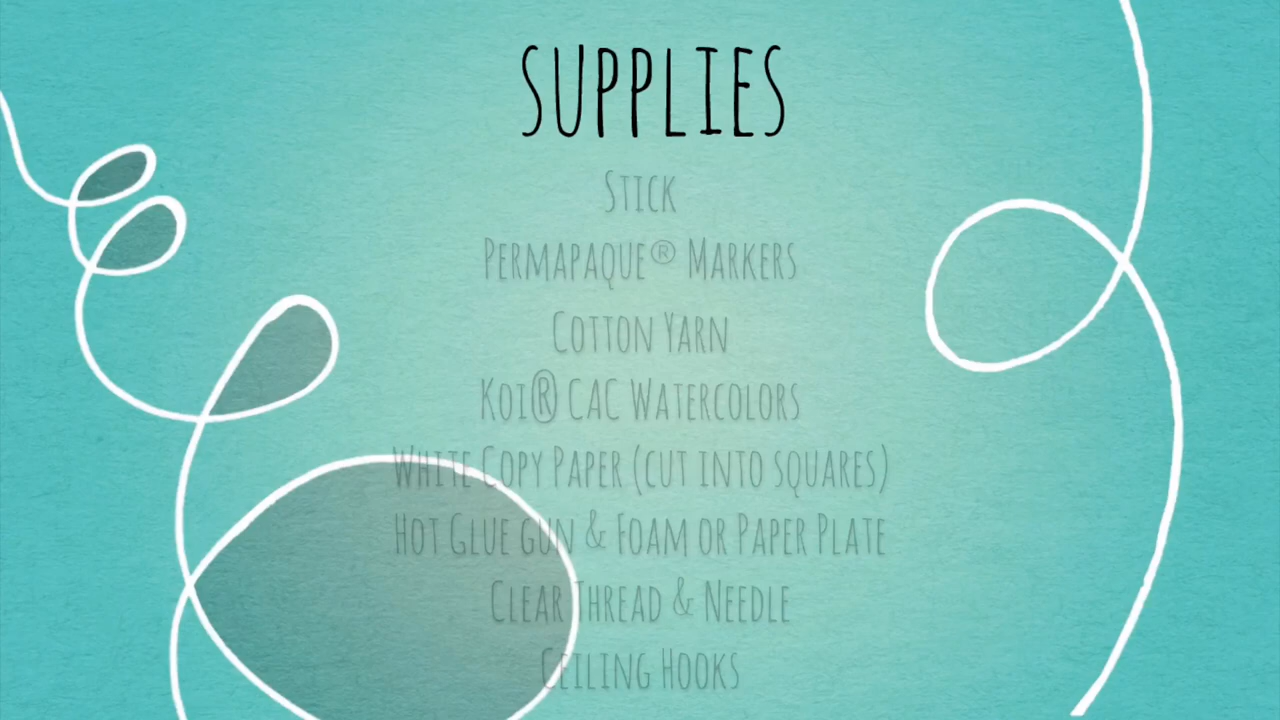 SUPPLIES
STICK
PERMAPAQUE® MARKERS
COTTON YARN
KOI® CAC WATERCOLORS
WHITE COPY PAPER (CUT INTO SQUARES)
HOT GLUE GUN & FOAM OR PAPER PLATE
CLEAR THREAD & NEEDLE
CEILING HOOKS